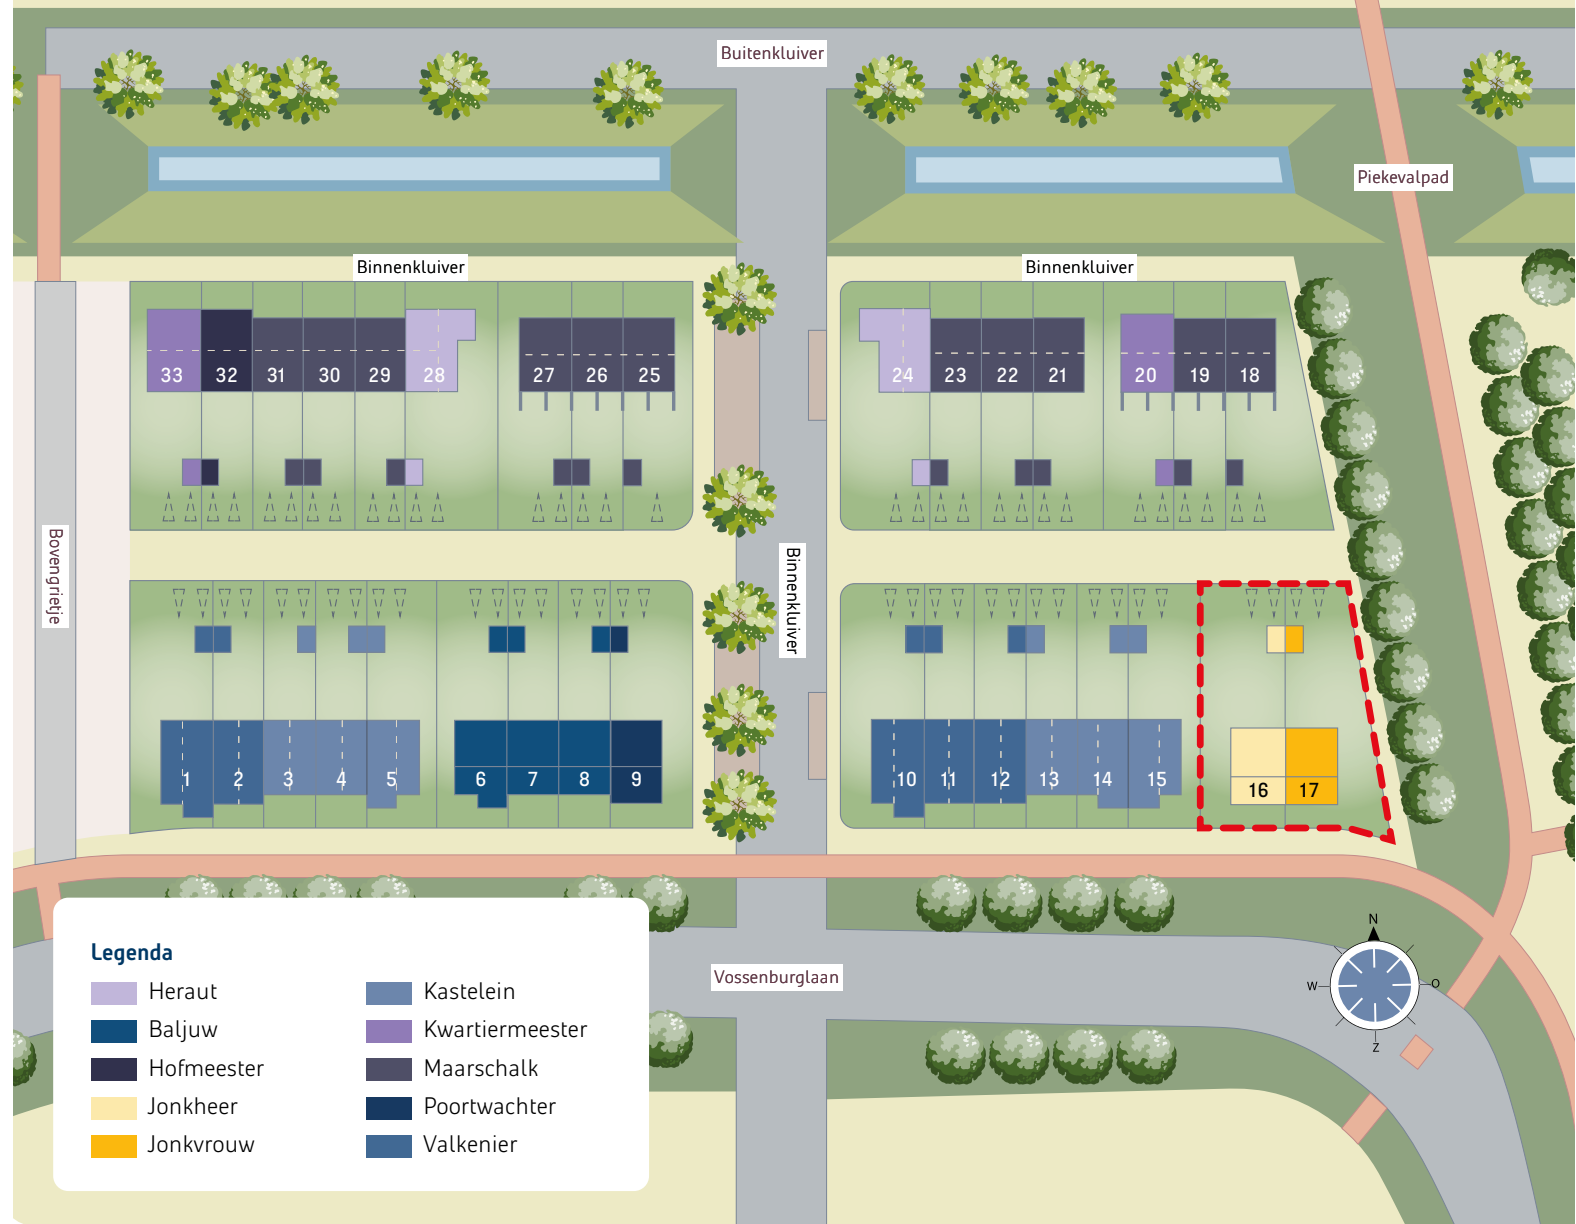 Buitenkluiver
Piekevalpad
Binnenkluiver
Binnenkluiver
33
32
31
30
29
28
27
26
25
24
23
22
21
20
19
18
Bovengrietje
Binnenkluiver
1
2
3
4
5
6
7
8
9
10
11
12
13
14
15
16
17
Vossenburglaan
N
W
O
Z
Legenda
Heraut
Baljuw
Hofmeester
Jonkheer
Jonkvrouw
Kastelein
Kwartiermeester
Maarschalk
Poortwachter
Valkenier